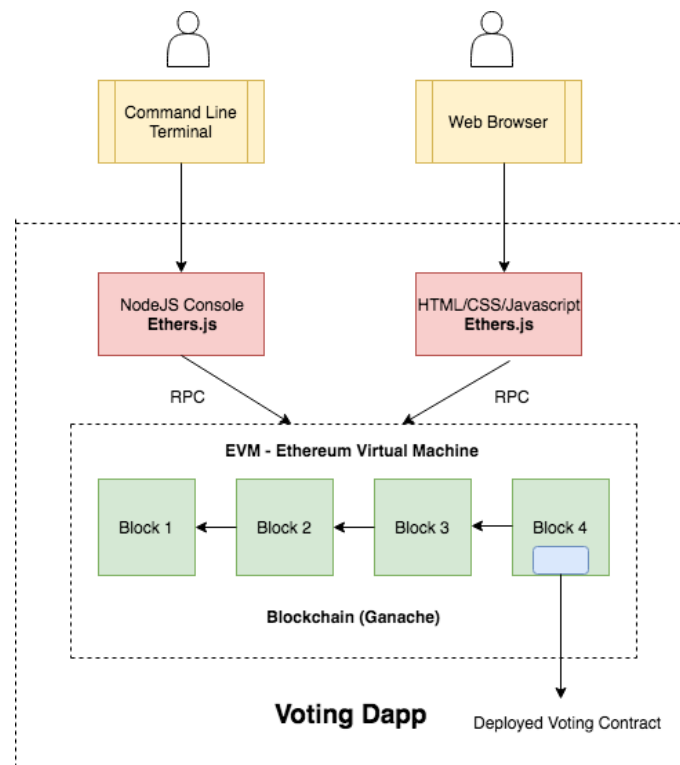 Command Line
Terminal
Web Browser
NodeJS Console
Ethers.js
HTML/CSS/Javascript
Ethers.js
RPC
RPC
EVM - Ethereum Virtual Machine
Block 1
Block 2
Block 3
Block 4
Blockchain (Ganache)
Voting Dapp
Deployed Voting Contract